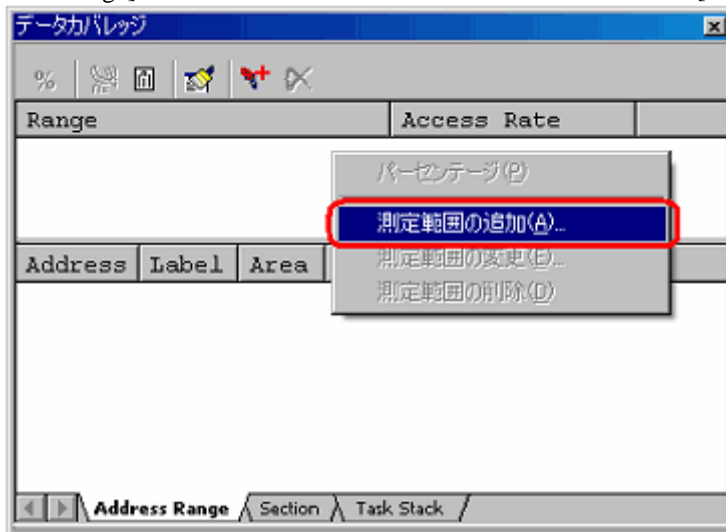 データカバレッジ
%
Range Access Rate
パーセンテージ(P)
測定範囲の追加(A)...
Address Label Area
測定範囲の変更(E)...
測定範囲の削除(D)
Address Range Section Task Stack